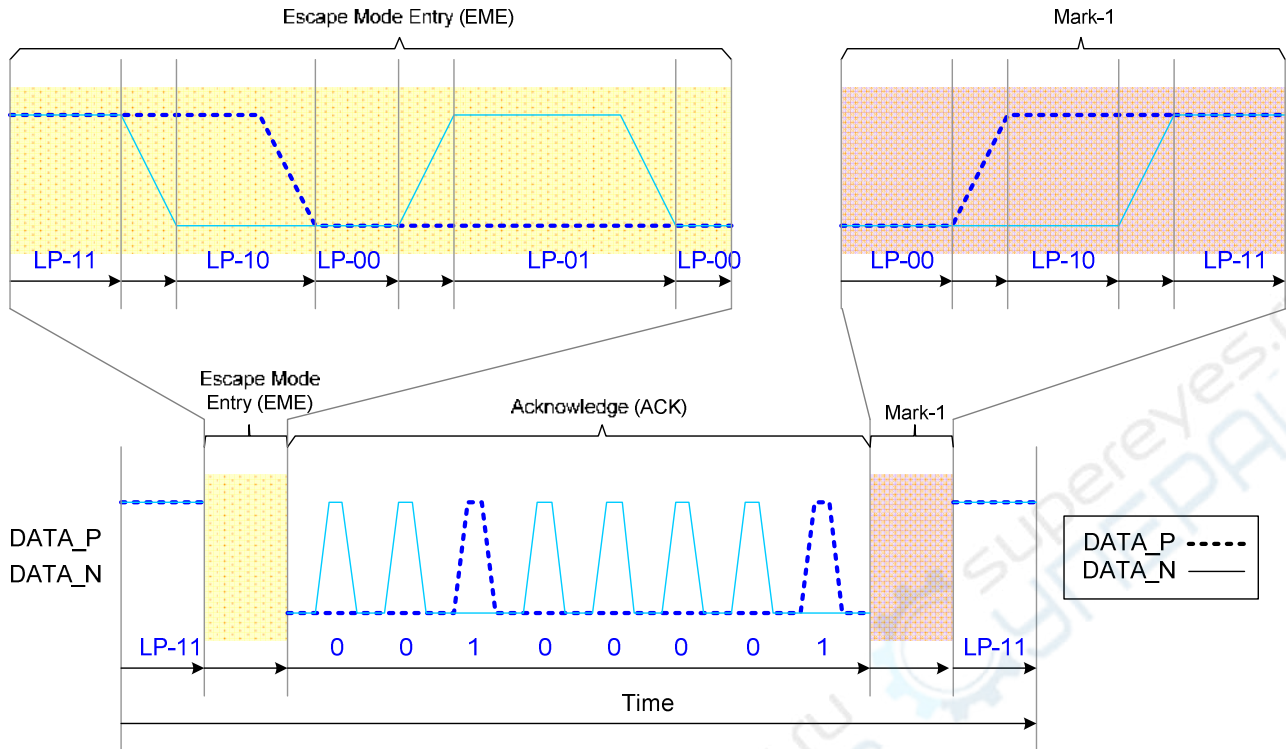 Escape Mode Entry (EME)
Mark-1
LP-11 LP-10 LP-00 LP-01 LP-00
LP-00 LP-10 LP-11
Escape Mode
Entry (EME)
Acknowledge (ACK)
Mark-1
DATA_P
DATA_N
DATA_P
DATA_N
LP-11 0 0 1 0 0 0 0 1 LP-11
Time